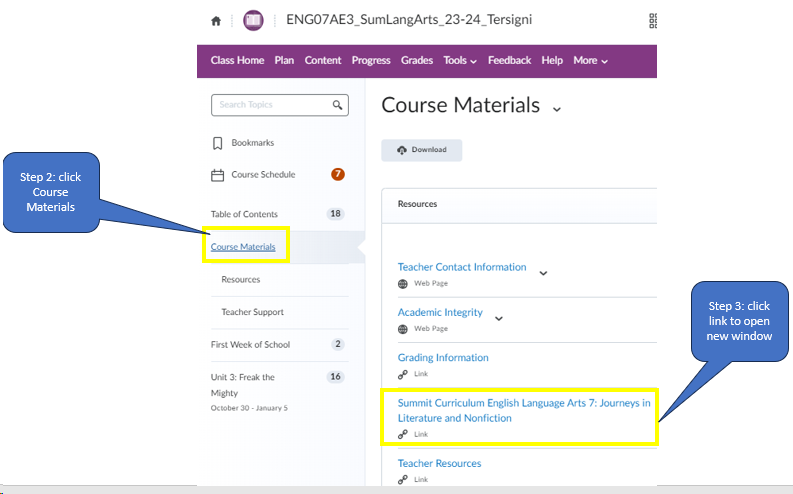 ENG07AE3_SumLangArts_23-24_Tersigni
Class Home Plan Content Progress Grades Tools Feedback Help More
Search Topics
Bookmarks
Course Schedule 7
Table of Contents 18
Course Materials
Resources
Teacher Support
First Week of School 2
Unit 3: Freak the 16
Mighty
October 30 - January 5
Course Materials
Download
Resources
Teacher Contact Information
Web Page
Academic Integrity
Web Page
Grading Information
Link
Summit Curriculum English Language Arts 7: Journeys in
Literature and Nonfiction
Link
Teacher Resources
Link
Step 2: click
Course
Materials
Step 3: click
link to open
new window